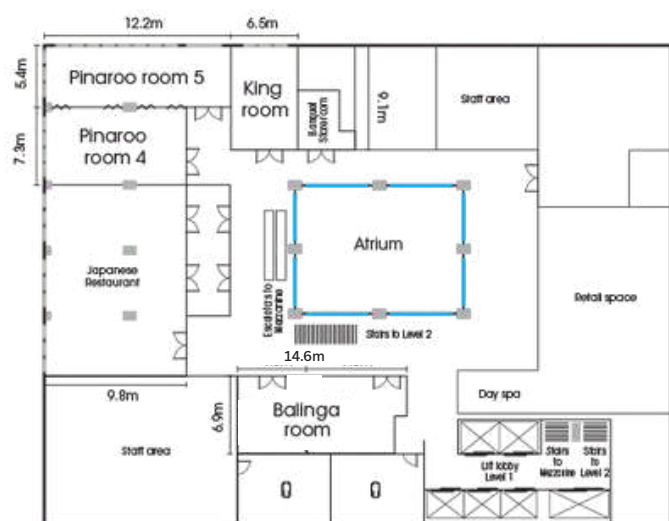 12.2m
6.5m
5.4m
Pinaroo room 5
King
room
Banquet
Store room
9.1m
Staff area
7.3m
Pinaroo
room 4
Atrium
Japanese
Restaurant
Escalators to
Mezzanine
Retail space
Stairs to Level 2
14.6m
9.8m
6.9m
Balinga
room
Day spa
Staff area
Lift lobby
Level 1
Stairs
to
Mezzanine
Stairs
to
Level 2